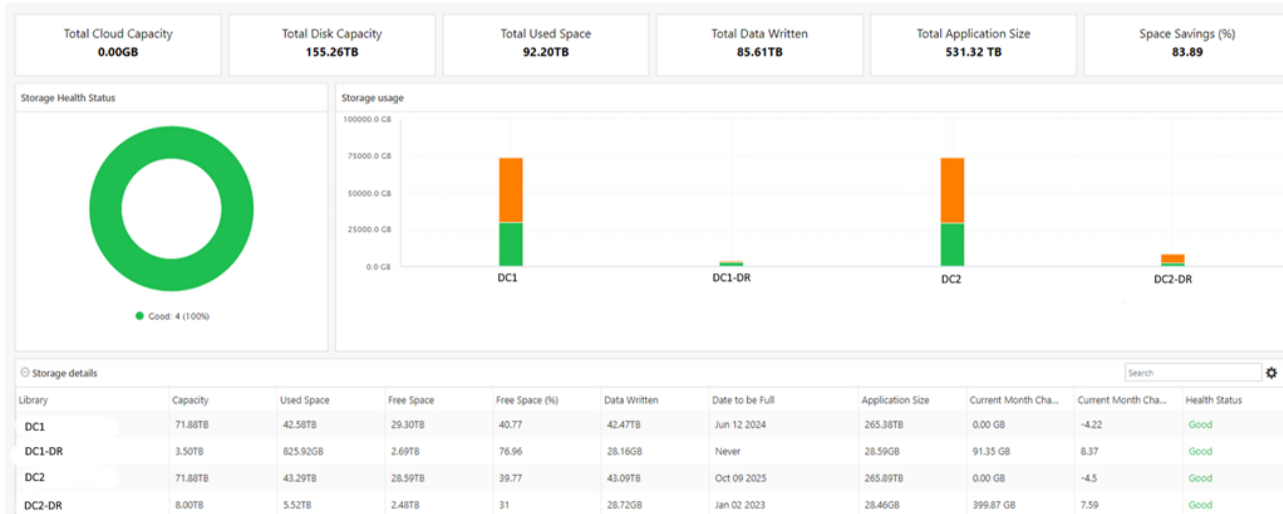 Total Cloud Capacity Total Disk Capacity Total Used Space Total Data Written Total Application Size Space Savings (%)
0.00GB 155.26TB 92.20TB 85.61TB 531.32 TB 83.89
Storage Health Status
Good: 4 (100%)
Storage usage
100000.0 GB
75000.0 GB
50000.0 GB
25000.0 GB
0.0 GB
DC1 DC1-DR DC2 DC2-DR
Storage details
Search
Library Capacity Used Space Free Space Free Space (%) Data Written Date to be Full Application Size Current Month Cha... Current Month Cha... Health Status
DC1 71.88TB 42.58TB 29.30TB 40.77 42.47TB Jun 12 2024 265.38TB 0.00 GB -4.22 Good
DC1-DR 3.50TB 825.92GB 2.69TB 76.96 28.16GB Never 28.59GB 91.35 GB 8.37 Good
DC2 71.88TB 43.29TB 28.59TB 39.77 43.09TB Oct 09 2025 265.89TB 0.00 GB -4.5 Good
DC2-DR 8.00TB 5.52TB 2.48TB 31 28.72GB Jan 02 2023 28.46GB 399.87 GB 7.59 Good